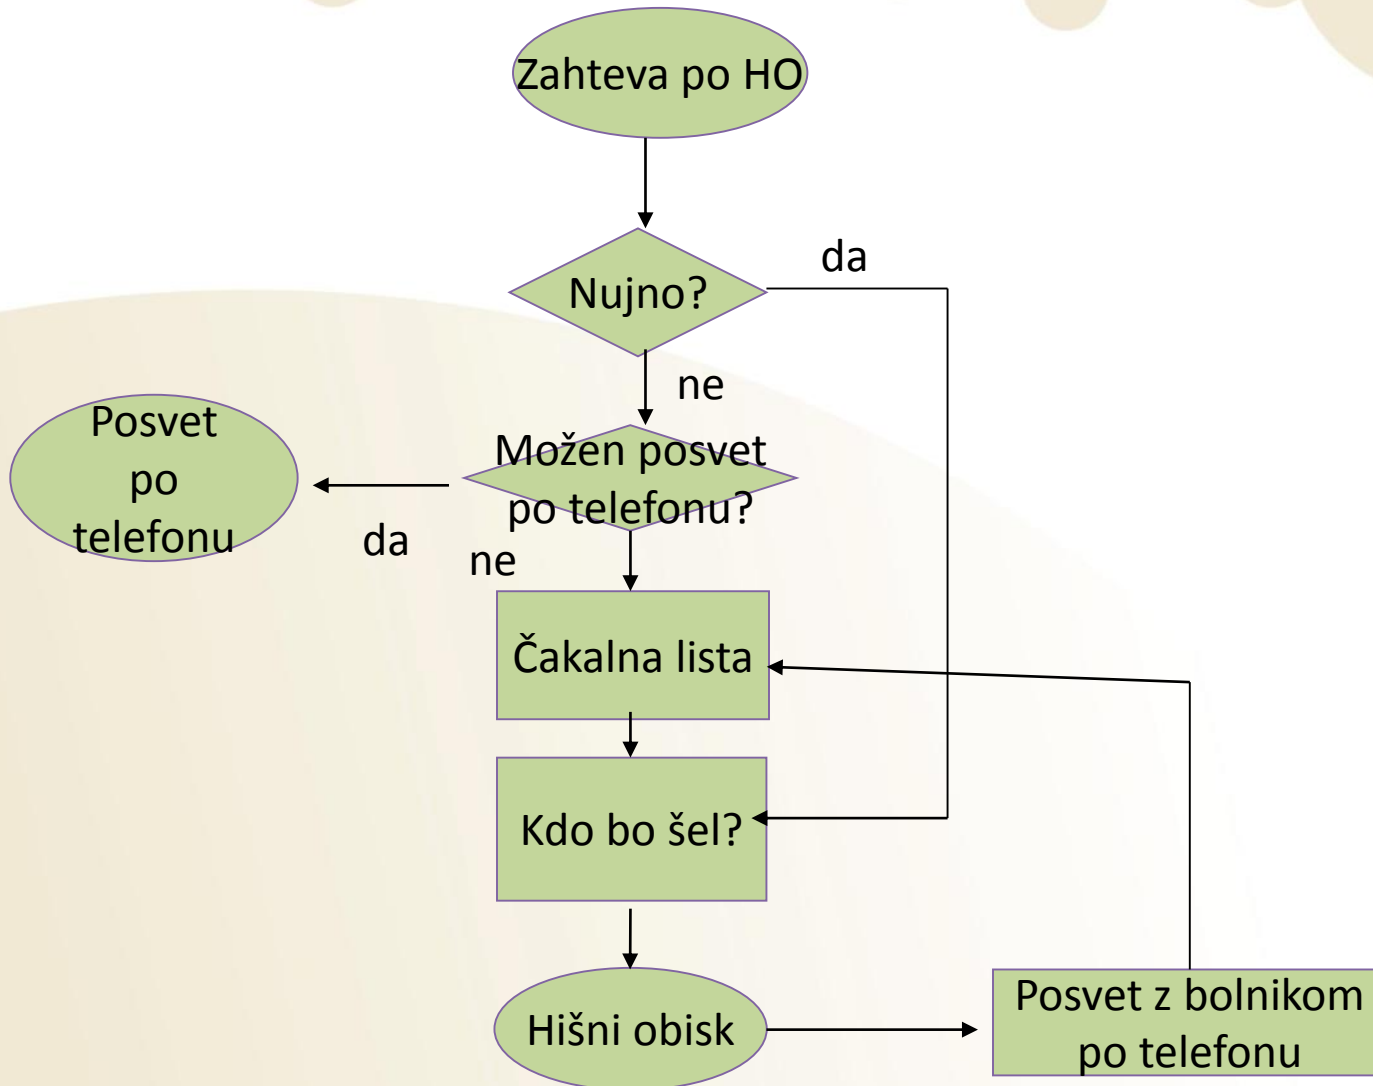 Zahteva po HO
da
Nujno?
ne
Posvet
po
telefonu
Možen posvet
po telefonu?
da
ne
Čakalna lista
Kdo bo šel?
Hišni obisk
Posvet z bolnikom
po telefonu